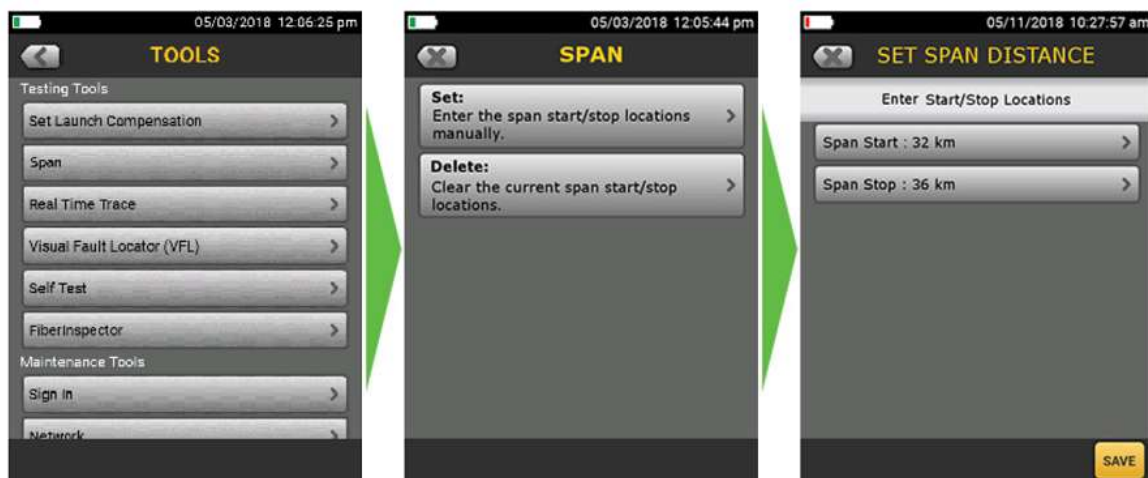 05/03/2018 12:06:25 pm
TOOLS
Testing Tools
Set Launch Compensation
Span
Real Time Trace
Visual Fault Locator (VFL)
Self Test
FiberInspector
Maintenance Tools
Sign In
Network
05/03/2018 12:05:44 pm
SPAN
Set:
Enter the span start/stop locations
manually.
Delete:
Clear the current span start/stop
locations.
05/11/2018 10:27:57 am
SET SPAN DISTANCE
Enter Start/Stop Locations
Span Start : 32 km
Span Stop : 36 km
SAVE